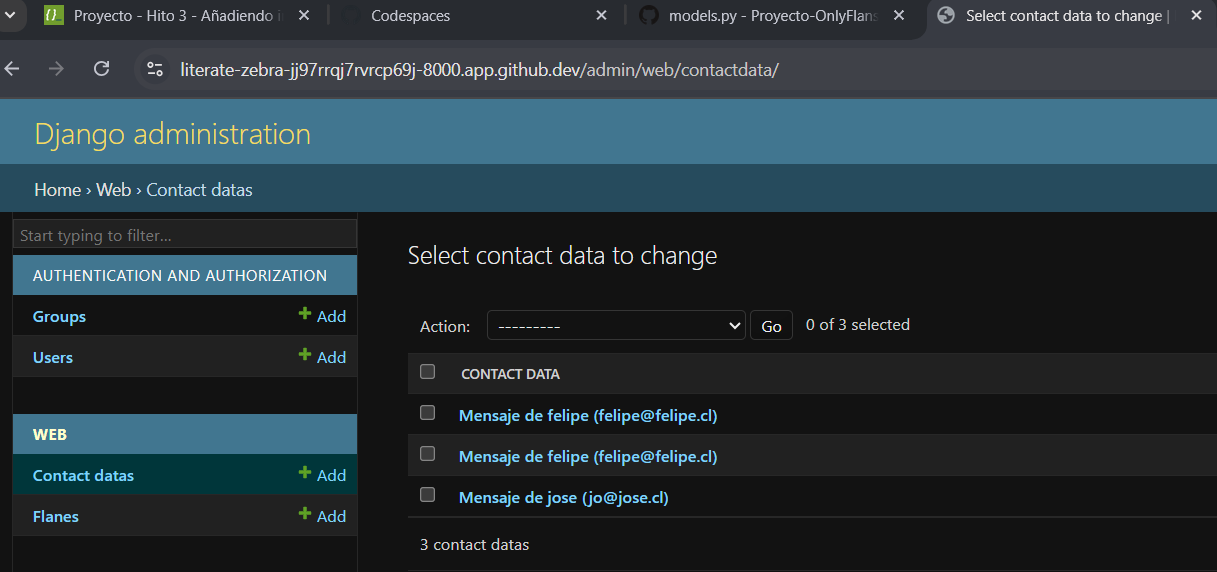 Proyecto - Hito 3 - Añadiendo i
Codespaces
models.py - Proyecto-OnlyFlans
Select contact data to change |
literate-zebra-jj97rrqj7rvrcp69j-8000.app.github.dev/admin/web/contactdata/
Django administration
Home › Web › Contact datas
Start typing to filter...
AUTHENTICATION AND AUTHORIZATION
Groups + Add
Users + Add
WEB
Contact datas + Add
Flanes + Add
Select contact data to change
Action: --------- Go 0 of 3 selected
CONTACT DATA
Mensaje de felipe (felipe@felipe.cl)
Mensaje de felipe (felipe@felipe.cl)
Mensaje de jose (jo@jose.cl)
3 contact datas